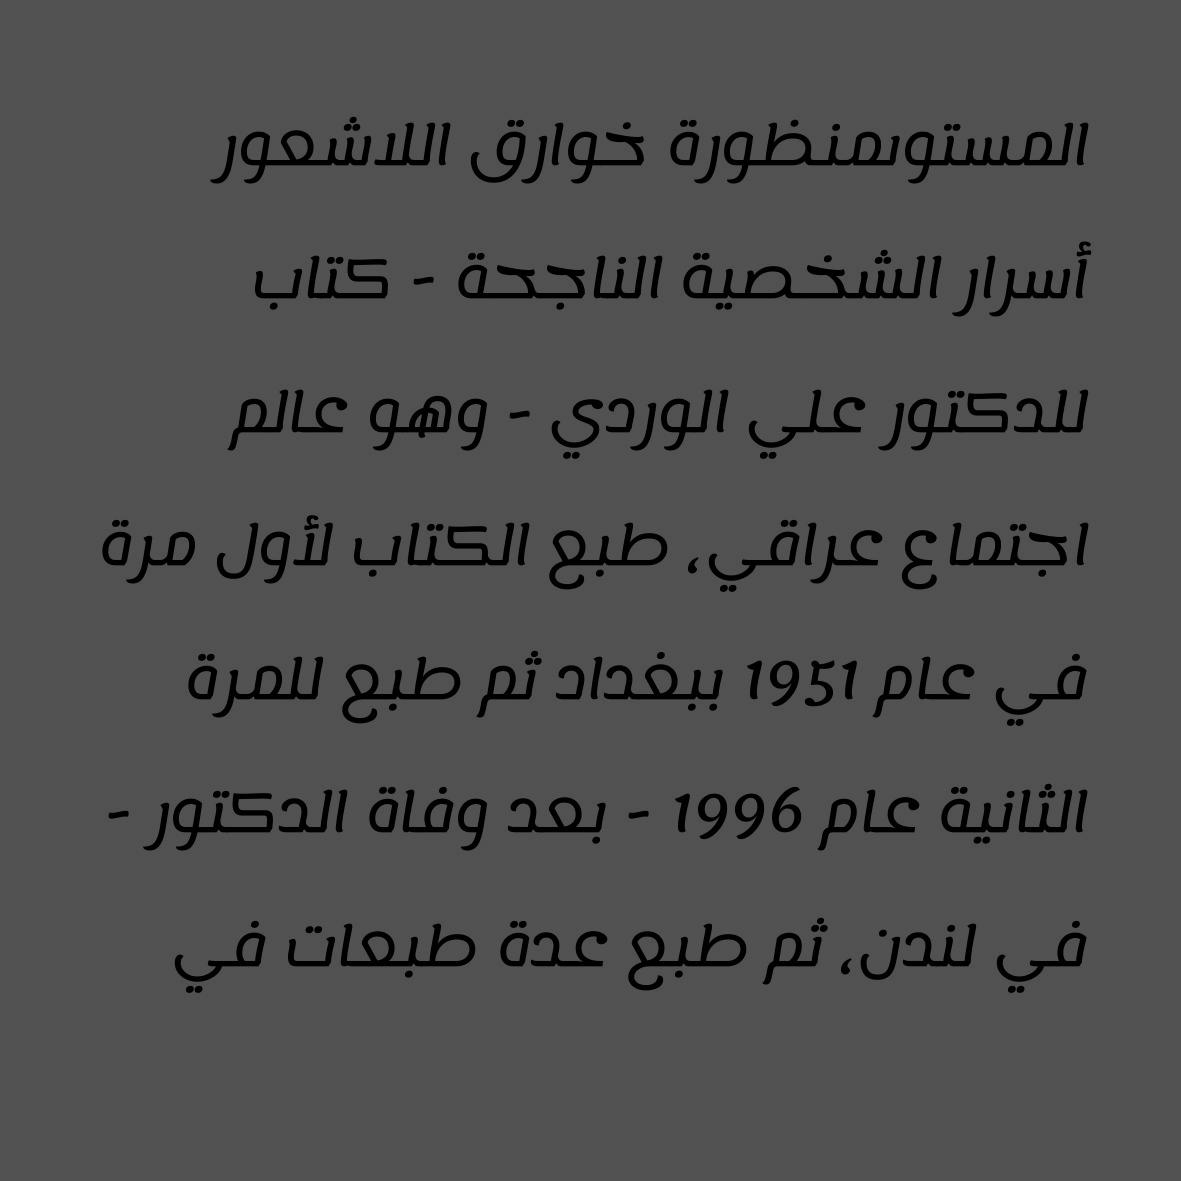 المستوىمنظورة خوارق اللاشعور
أسرار الشخصية الناجحة - كتاب
للدكتور علي الوردي - وهو عالم
اجتماع عراقي، طبع الكتاب لأول مرة
في عام 1951 ببغداد ثم طبع للمرة
الثانية عام 1996 - بعد وفاة الدكتور -
في لندن، ثم طبع عدة طبعات في